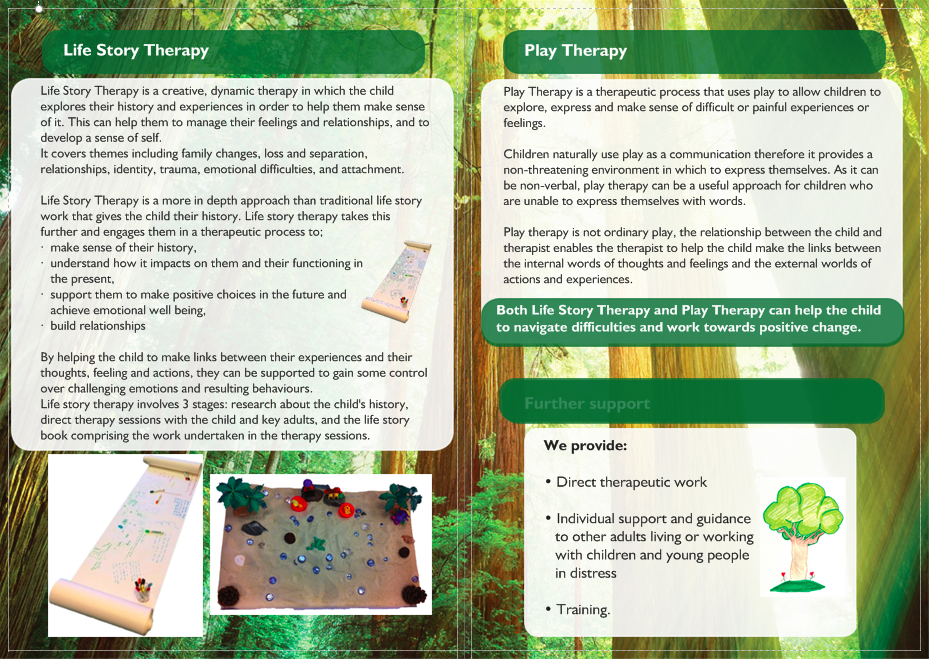 Life Story Therapy
Life Story Therapy is a creative, dynamic therapy in which the child
explores their history and experiences in order to help them make sense
of it. This can help them to manage their feelings and relationships, and to
develop a sense of self.
It covers themes including family changes, loss and separation,
relationships, identity, trauma, emotional difficulties, and attachment.
Life Story Therapy is a more in depth approach than traditional life story
work that gives the child their history. Life story therapy takes this
further and engages them in a therapeutic process to;
· make sense of their history,
· understand how it impacts on them and their functioning in
the present,
· support them to make positive choices in the future and
achieve emotional well being,
· build relationships
By helping the child to make links between their experiences and their
thoughts, feeling and actions, they can be supported to gain some control
over challenging emotions and resulting behaviours.
Life story therapy involves 3 stages: research about the child's history,
direct therapy sessions with the child and key adults, and the life story
book comprising the work undertaken in the therapy sessions.
Play Therapy
Play Therapy is a therapeutic process that uses play to allow children to
explore, express and make sense of difficult or painful experiences or
feelings.
Children naturally use play as a communication therefore it provides a
non-threatening environment in which to express themselves. As it can
be non-verbal, play therapy can be a useful approach for children who
are unable to express themselves with words.
Play therapy is not ordinary play, the relationship between the child and
therapist enables the therapist to help the child make the links between
the internal words of thoughts and feelings and the external worlds of
actions and experiences.
Both Life Story Therapy and Play Therapy can help the child
to navigate difficulties and work towards positive change.
Further support
We provide:
• Direct therapeutic work
• Individual support and guidance
to other adults living or working
with children and young people
in distress
• Training.